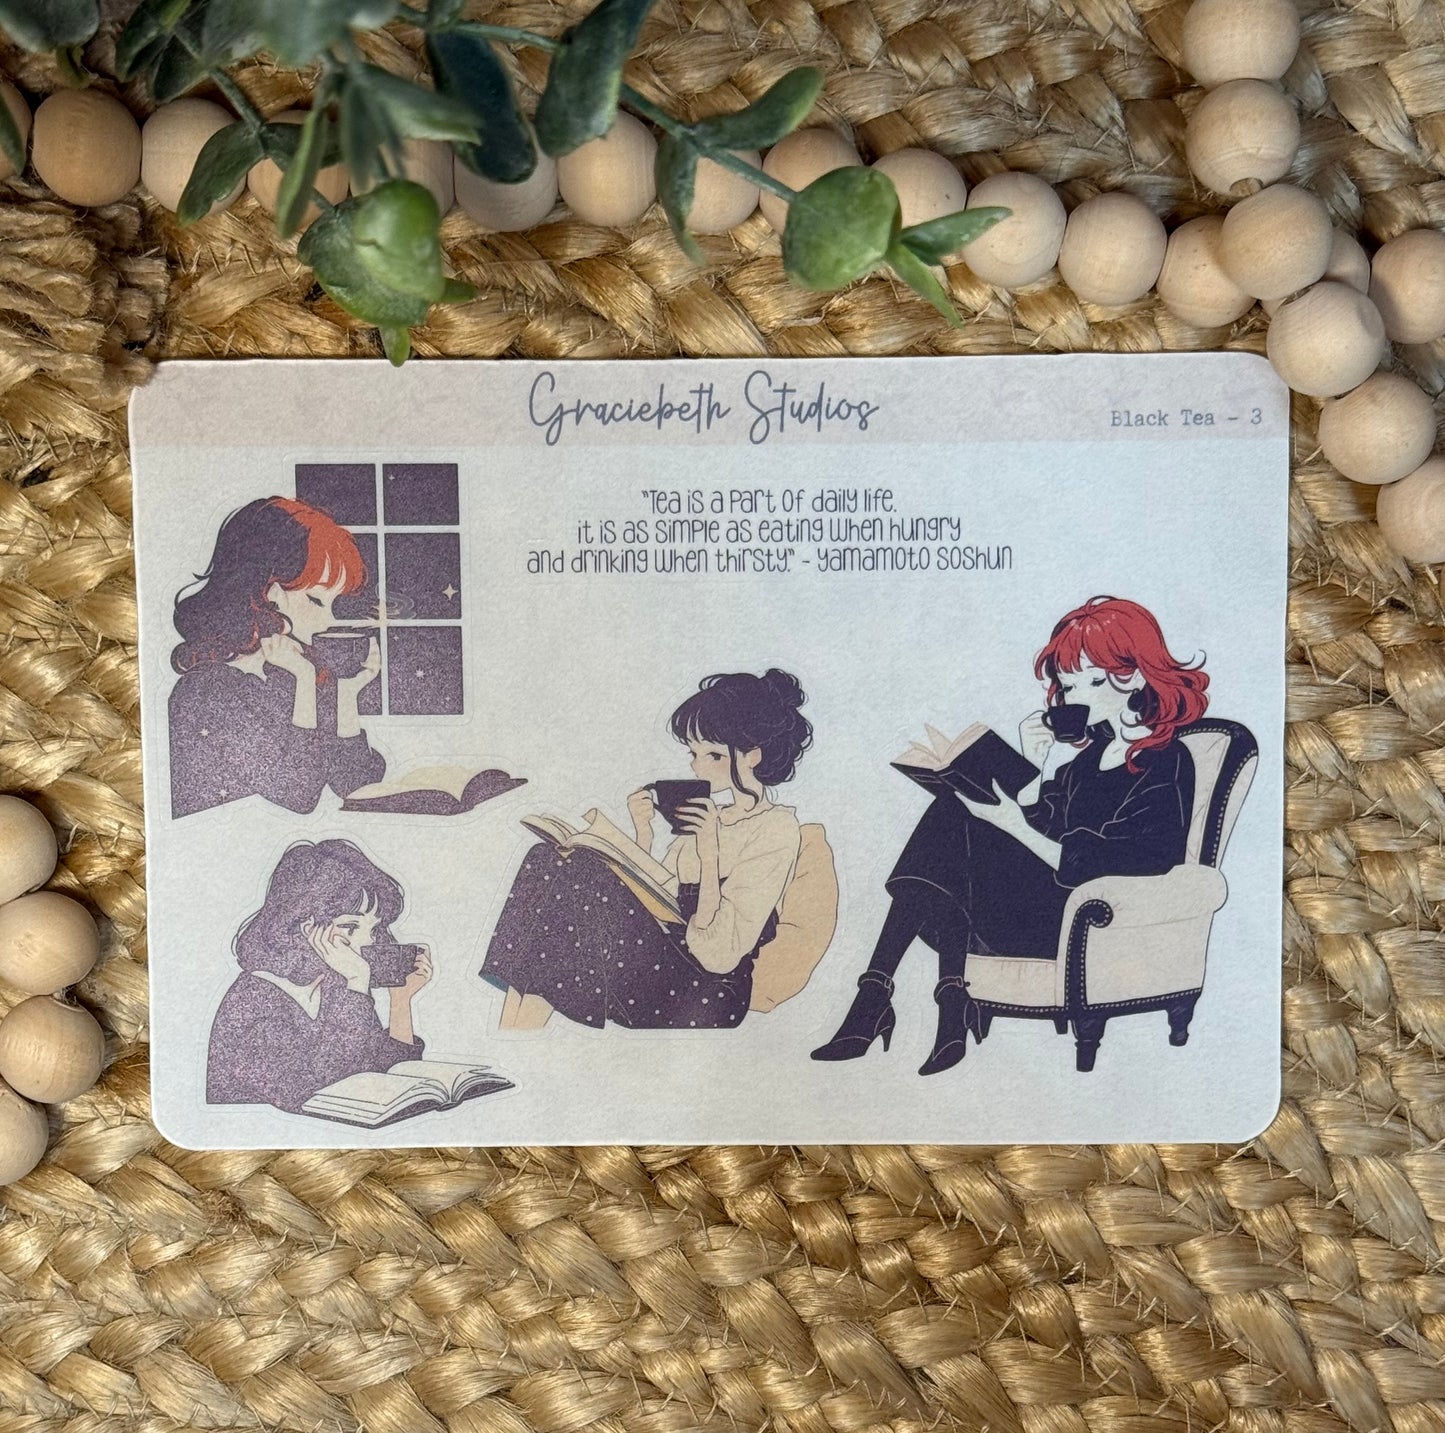 Graciebeth Studios
Black Tea - 3
"Tea is a part of daily life.
it is as simple as eating when hungry
and drinking when thirsty." - yamamoto soshun